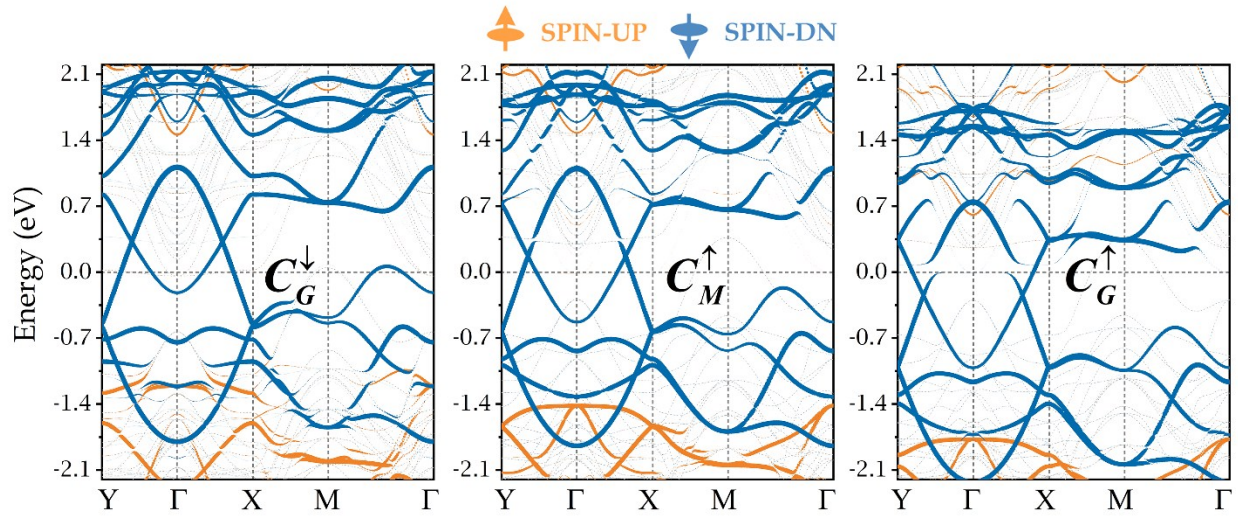 SPIN-UP SPIN-DN
Energy (eV)
2.1 1.4 0.7 0.0 -0.7 -1.4 -2.1
C_G^↓
Y Γ X M Γ
2.1 1.4 0.7 0.0 -0.7 -1.4 -2.1
C_M^↑
Y Γ X M Γ
2.1 1.4 0.7 0.0 -0.7 -1.4 -2.1
C_G^↑
Y Γ X M Γ